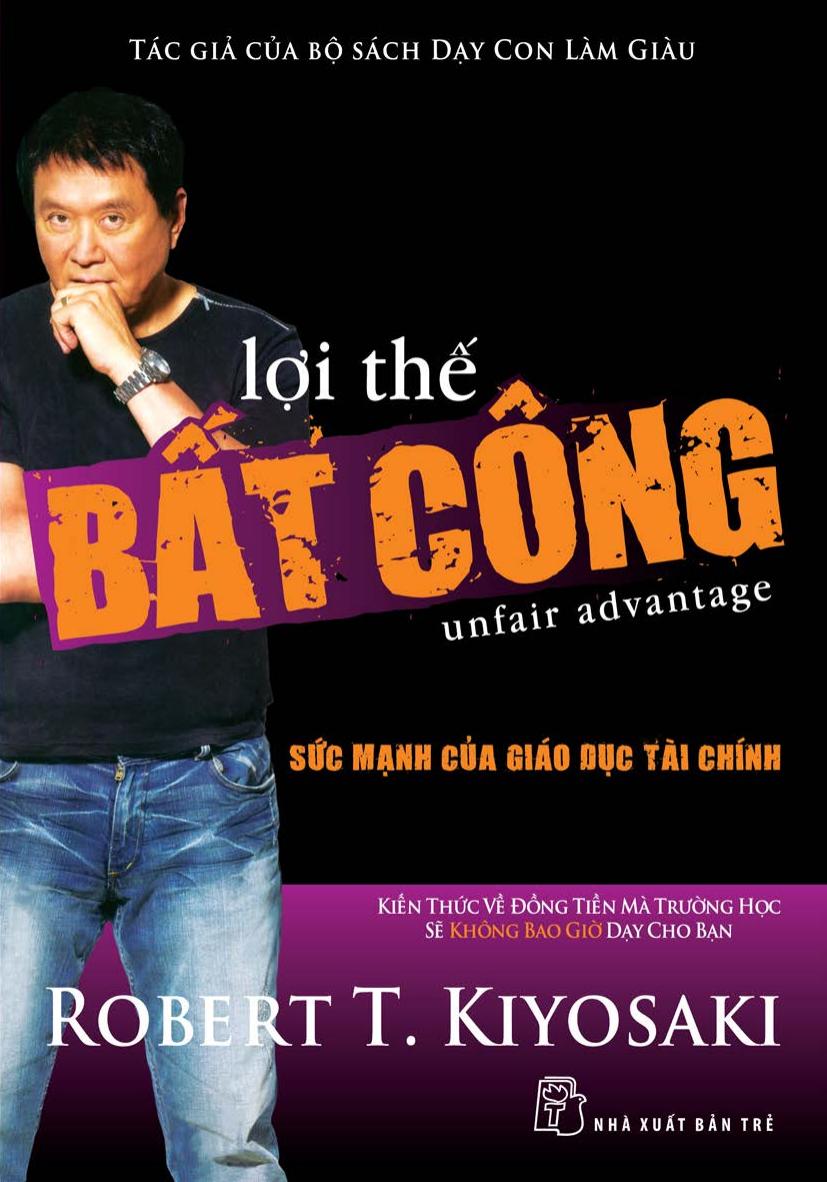 TÁC GIẢ CỦA BỘ SÁCH DẠY CON LÀM GIÀU
lợi thế
BẤT CÔNG
unfair advantage
SỨC MẠNH CỦA GIÁO DỤC TÀI CHÍNH
KIẾN THỨC VỀ ĐỒNG TIỀN MÀ TRƯỜNG HỌC
SẼ KHÔNG BAO GIỜ DẠY CHO BẠN
ROBERT T. KIYOSAKI
T
NHÀ XUẤT BẢN TRẺ